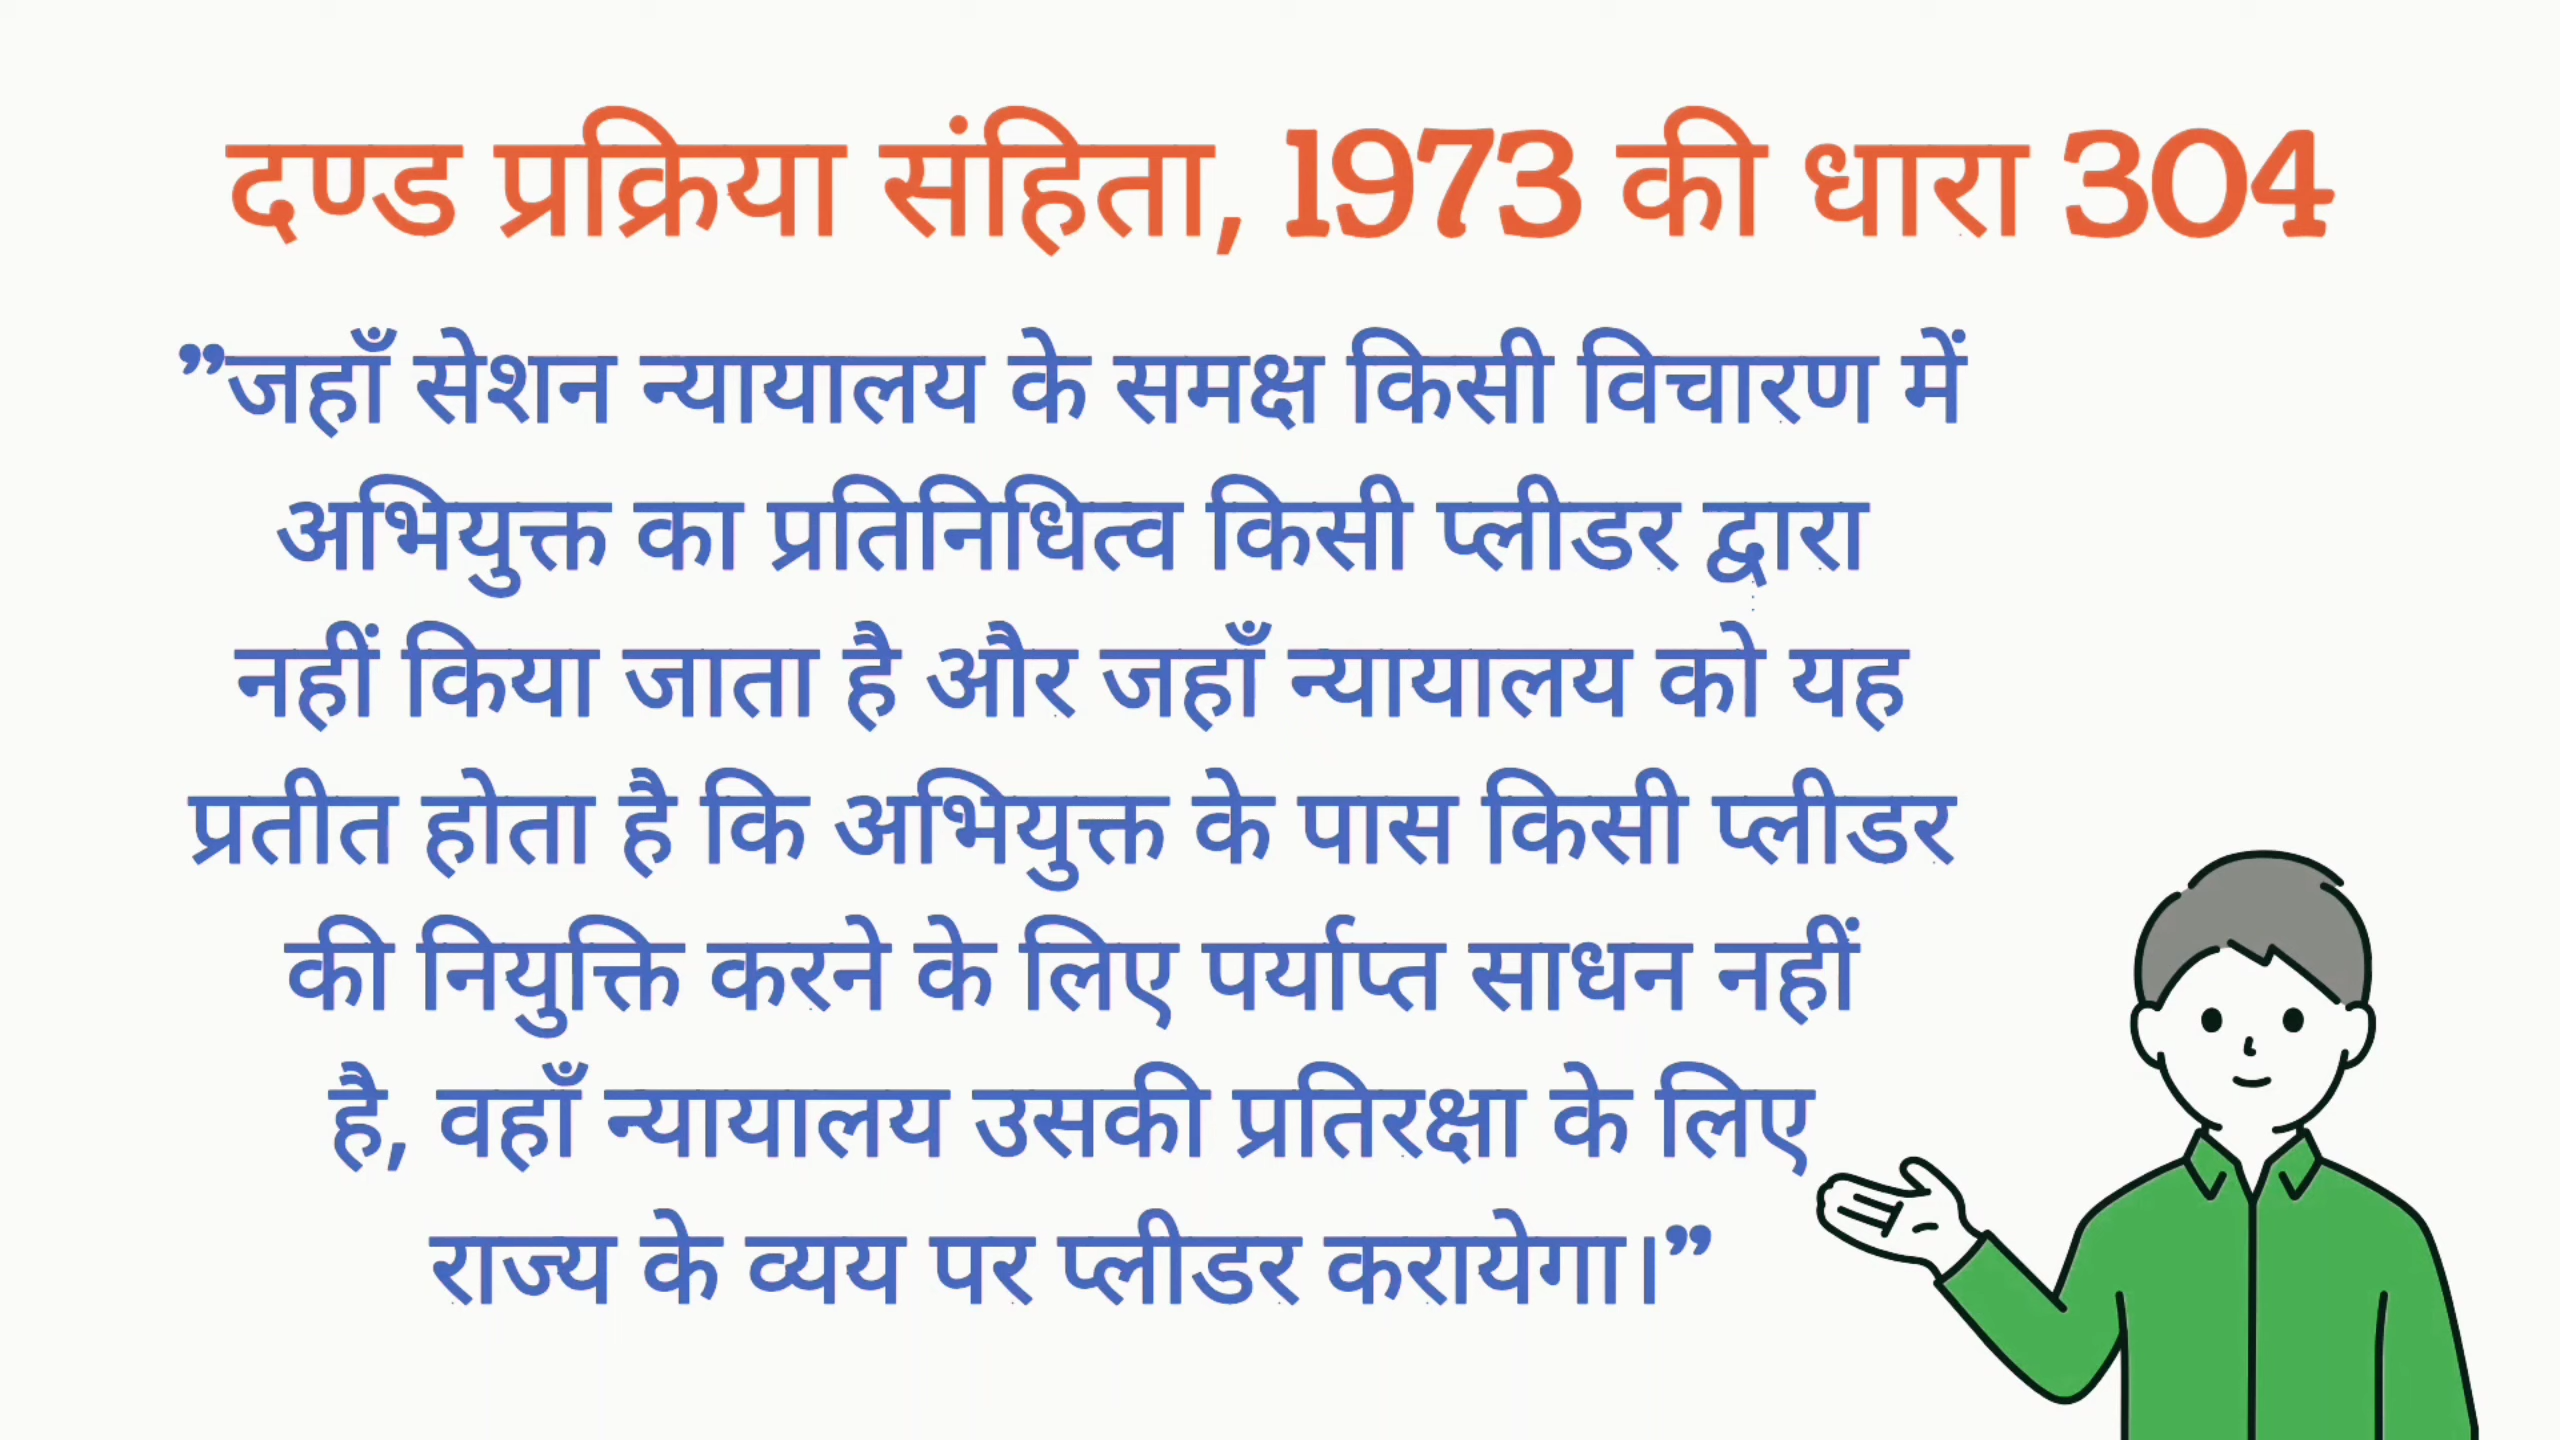 दण्ड प्रक्रिया संहिता, 1973 की धारा 304
”जहाँ सेशन न्यायालय के समक्ष किसी विचारण में
अभियुक्त का प्रतिनिधित्व किसी प्लीडर द्वारा
नहीं किया जाता है और जहाँ न्यायालय को यह
प्रतीत होता है कि अभियुक्त के पास किसी प्लीडर
की नियुक्ति करने के लिए पर्याप्त साधन नहीं
है, वहाँ न्यायालय उसकी प्रतिरक्षा के लिए
राज्य के व्यय पर प्लीडर करायेगा।”